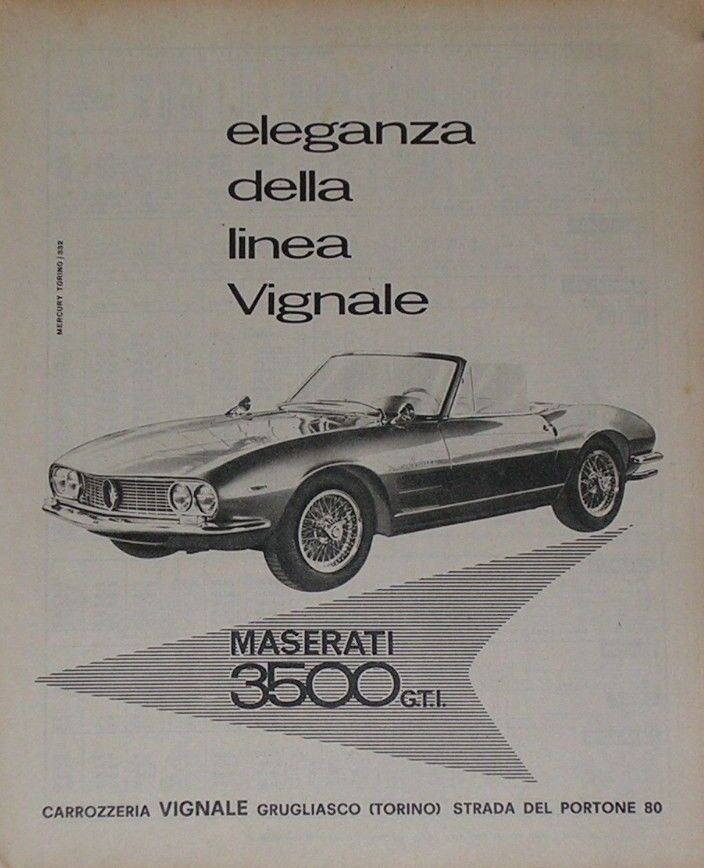 eleganza
della
linea
Vignale
MERCURY TORINO / 332
MASERATI
3500 G.T.I.
CARROZZERIA VIGNALE GRUGLIASCO (TORINO) STRADA DEL PORTONE 80